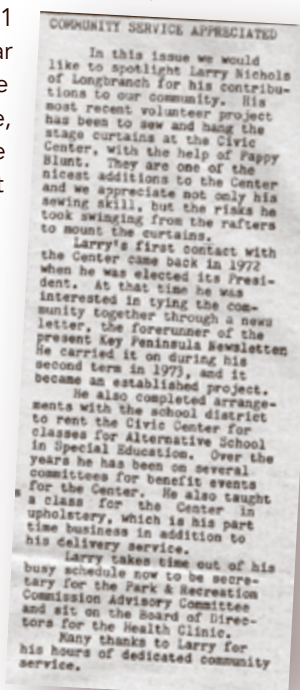 1
ar
e
e,
e
t
COMMUNITY SERVICE APPRECIATED
In this issue we would
like to spotlight Larry Nichols
of Longbranch for his contribu-
tions to our community. His
most recent volunteer project
has been to sew and hang the
stage curtains at the Civic
Center, with the help of Pappy
Blunt. They are one of the
nicest additions to the Center
and we appreciate not only his
sewing skill, but the risks he
took swinging from the rafters
to mount the curtains.
Larry's first contact with
the Center came back in 1972
when he was elected its Presi-
dent. At that time he was
interested in tying the com-
munity together through a news
letter, the forerunner of the
present Key Peninsula Newsletter
He carried it on during his
second term in 1973, and it
became an established project.
He also completed arrange-
ments with the school district
to rent the Civic Center for
classes for Alternative School
in Special Education. Over the
years he has been on several
committees for benefit events
for the Center. He also taught
a class for the Center in
upholstery, which is his part
time business in addition to
his delivery service.
Larry takes time out of his
busy schedule now to be secre-
tary for the Park & Recreation
Commission Advisory Committee
and sit on the Board of Direc-
tors for the Health Clinic.
Many thanks to Larry for
his hours of dedicated community
service.